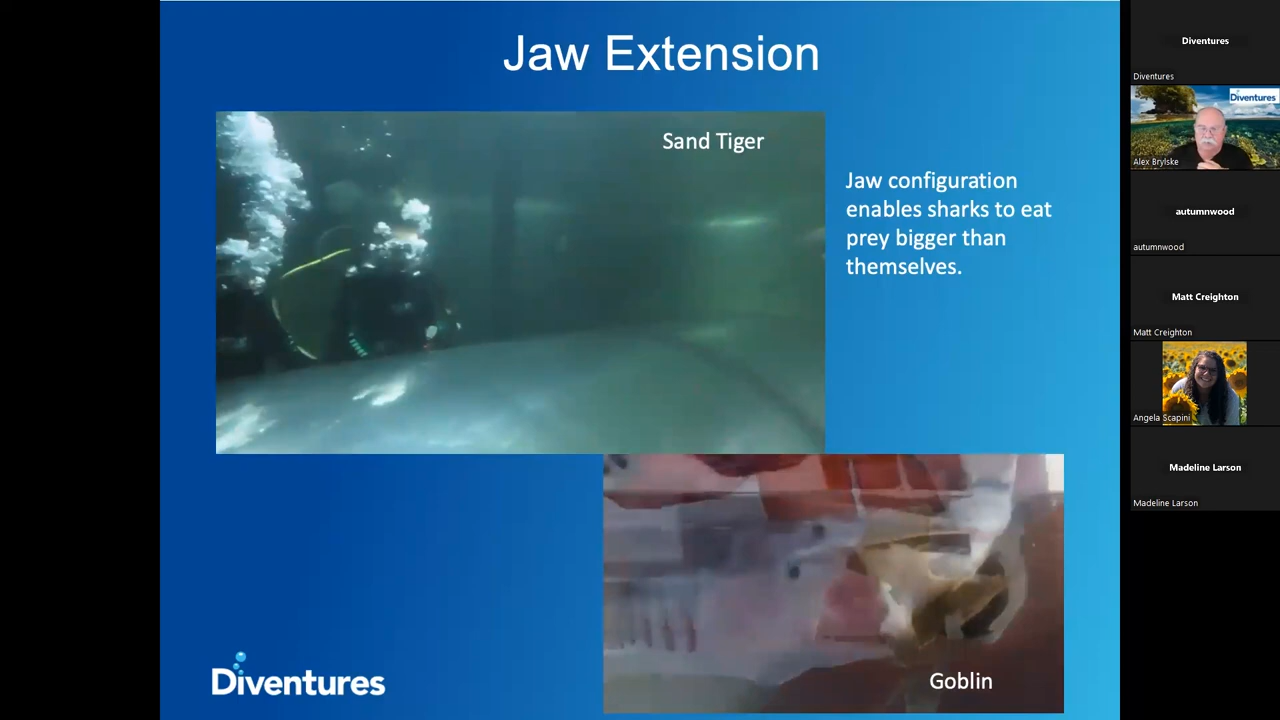 Jaw Extension
Sand Tiger
Jaw configuration
enables sharks to eat
prey bigger than
themselves.
Goblin
Diventures
Diventures
Diventures
Diventures
Alex Brylske
autumnwood
autumnwood
Matt Creighton
Matt Creighton
Angela Scapini
Madeline Larson
Madeline Larson